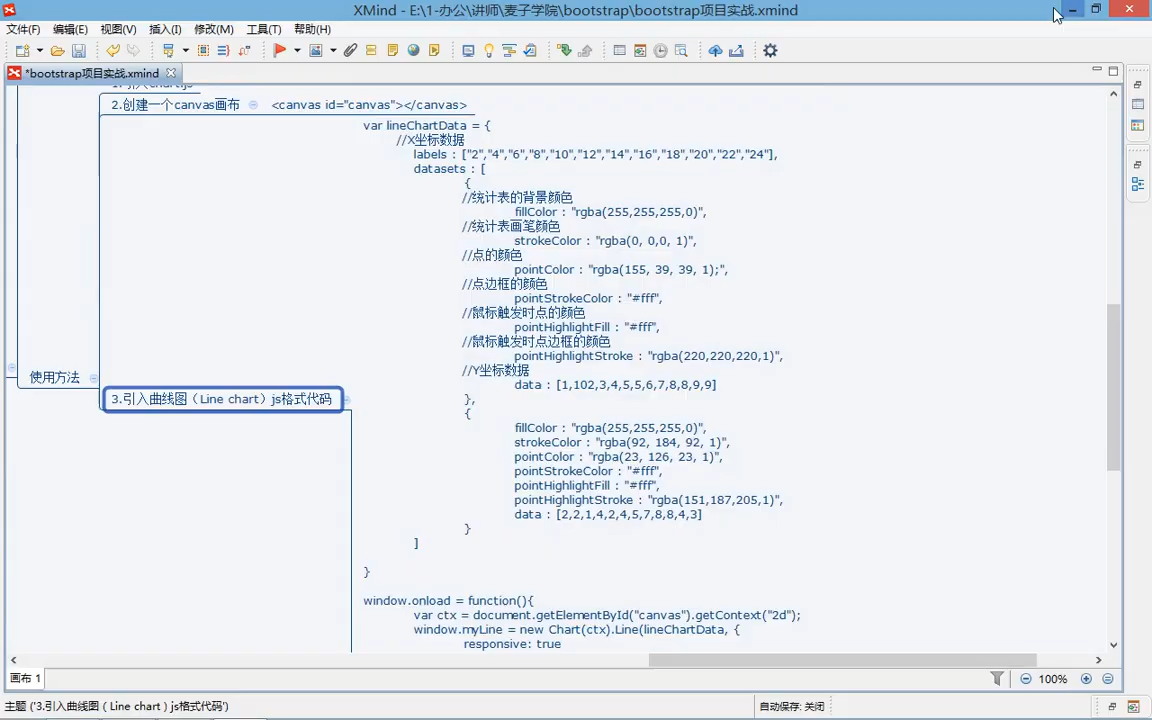 XMind - E:\1-办公\讲师\麦子学院\bootstrap\bootstrap项目实战.xmind
文件(F) 编辑(E) 视图(V) 插入(I) 修改(M) 工具(T) 帮助(H)
*bootstrap项目实战.xmind
2.创建一个canvas画布 <canvas id="canvas"></canvas>
var lineChartData = {
//X坐标数据
labels : ["2","4","6","8","10","12","14","16","18","20","22","24"],
datasets : [
{
//统计表的背景颜色
fillColor : "rgba(255,255,255,0)",
//统计表画笔颜色
strokeColor : "rgba(0, 0,0, 1)",
//点的颜色
pointColor : "rgba(155, 39, 39, 1);",
//点边框的颜色
pointStrokeColor : "#fff",
//鼠标触发时点的颜色
pointHighlightFill : "#fff",
//鼠标触发时点边框的颜色
pointHighlightStroke : "rgba(220,220,220,1)",
//Y坐标数据
data : [1,102,3,4,5,5,6,7,8,8,9,9]
},
使用方法
3.引入曲线图（Line chart）js格式代码
{
fillColor : "rgba(255,255,255,0)",
strokeColor : "rgba(92, 184, 92, 1)",
pointColor : "rgba(23, 126, 23, 1)",
pointStrokeColor : "#fff",
pointHighlightFill : "#fff",
pointHighlightStroke : "rgba(151,187,205,1)",
data : [2,2,1,4,2,4,5,7,8,8,4,3]
}
]
}
window.onload = function(){
var ctx = document.getElementById("canvas").getContext("2d");
window.myLine = new Chart(ctx).Line(lineChartData, {
responsive: true
画布 1
100%
主题 ('3.引入曲线图（Line chart）js格式代码')
自动保存: 关闭